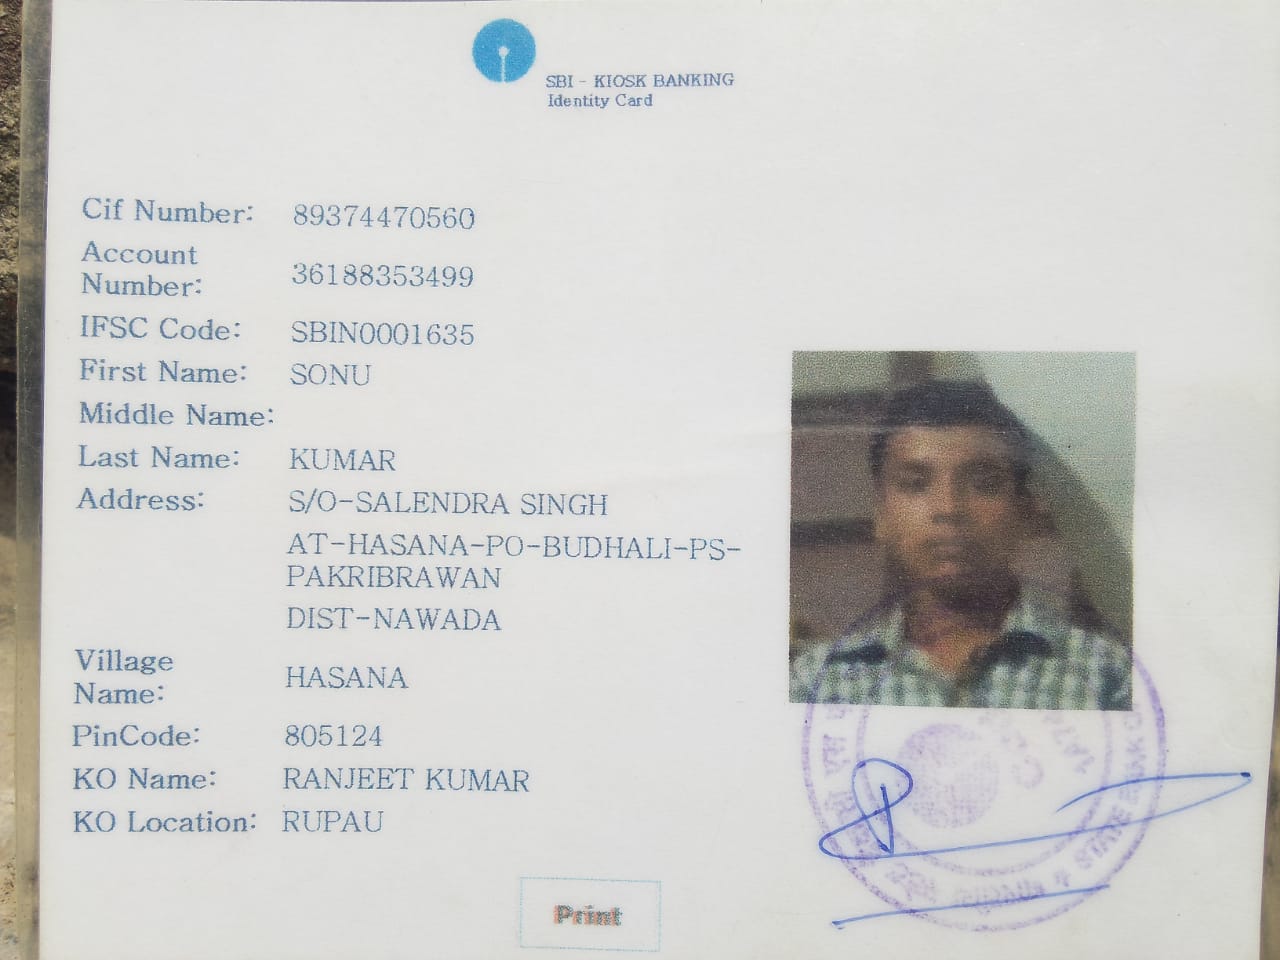 SBI - KIOSK BANKING
Identity Card
Cif Number: 89374470560
Account
Number: 36188353499
IFSC Code: SBIN0001635
First Name: SONU
Middle Name:
Last Name: KUMAR
Address: S/O-SALENDRA SINGH
AT-HASANA-PO-BUDHALI-PS-
PAKRIBRAWAN
DIST-NAWADA
Village
Name: HASANA
PinCode: 805124
KO Name: RANJEET KUMAR
KO Location: RUPAU
STATE BANK
Print